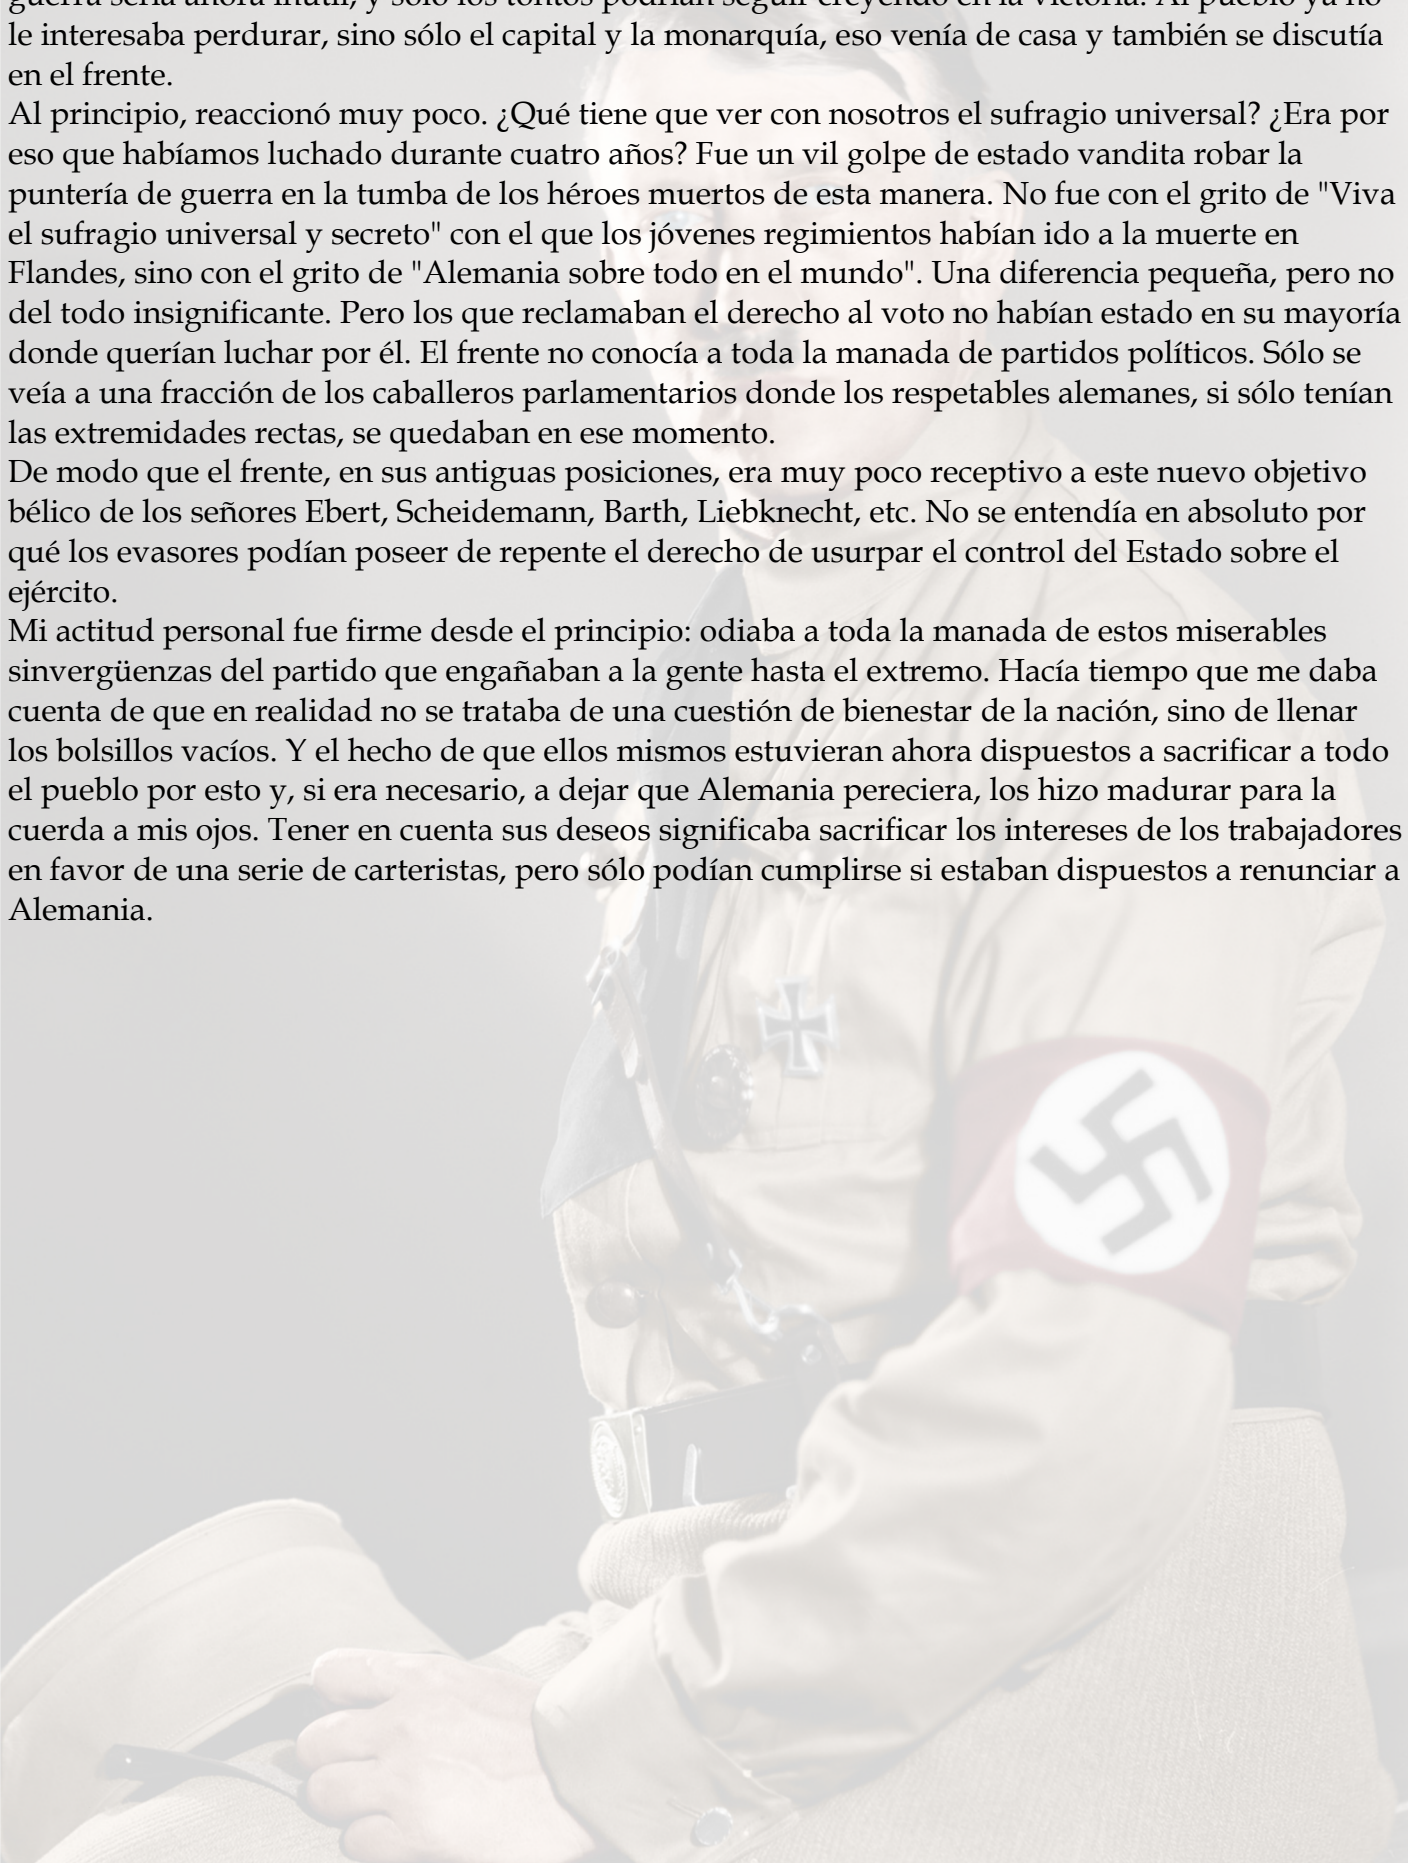 guerra sería ahora inútil, y sólo los tontos podrían seguir creyendo en la victoria. Al pueblo ya no
le interesaba perdurar, sino sólo el capital y la monarquía, eso venía de casa y también se discutía
en el frente.
Al principio, reaccionó muy poco. ¿Qué tiene que ver con nosotros el sufragio universal? ¿Era por
eso que habíamos luchado durante cuatro años? Fue un vil golpe de estado vandita robar la
puntería de guerra en la tumba de los héroes muertos de esta manera. No fue con el grito de "Viva
el sufragio universal y secreto" con el que los jóvenes regimientos habían ido a la muerte en
Flandes, sino con el grito de "Alemania sobre todo en el mundo". Una diferencia pequeña, pero no
del todo insignificante. Pero los que reclamaban el derecho al voto no habían estado en su mayoría
donde querían luchar por él. El frente no conocía a toda la manada de partidos políticos. Sólo se
veía a una fracción de los caballeros parlamentarios donde los respetables alemanes, si sólo tenían
las extremidades rectas, se quedaban en ese momento.
De modo que el frente, en sus antiguas posiciones, era muy poco receptivo a este nuevo objetivo
bélico de los señores Ebert, Scheidemann, Barth, Liebknecht, etc. No se entendía en absoluto por
qué los evasores podían poseer de repente el derecho de usurpar el control del Estado sobre el
ejército.
Mi actitud personal fue firme desde el principio: odiaba a toda la manada de estos miserables
sinvergüenzas del partido que engañaban a la gente hasta el extremo. Hacía tiempo que me daba
cuenta de que en realidad no se trataba de una cuestión de bienestar de la nación, sino de llenar
los bolsillos vacíos. Y el hecho de que ellos mismos estuvieran ahora dispuestos a sacrificar a todo
el pueblo por esto y, si era necesario, a dejar que Alemania pereciera, los hizo madurar para la
cuerda a mis ojos. Tener en cuenta sus deseos significaba sacrificar los intereses de los trabajadores
en favor de una serie de carteristas, pero sólo podían cumplirse si estaban dispuestos a renunciar a
Alemania.